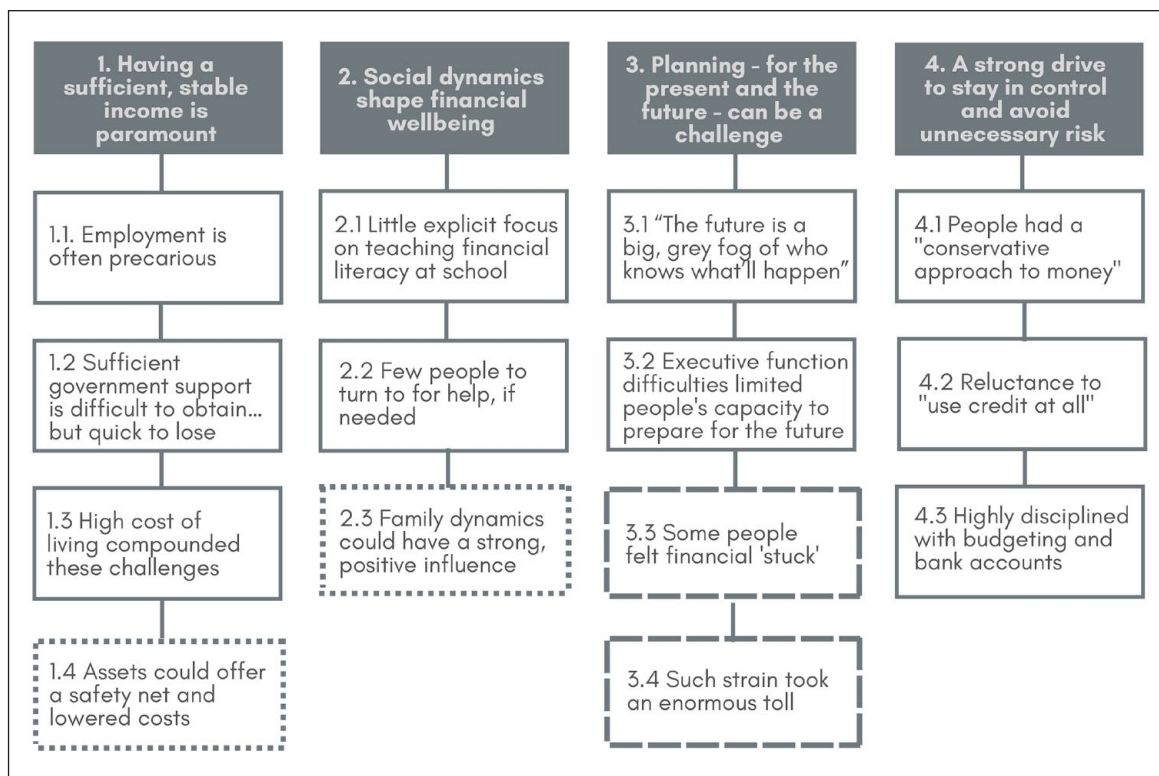 1. Having a
sufficient, stable
income is
paramount
1.1. Employment is
often precarious
1.2 Sufficient
government support
is difficult to obtain...
but quick to lose
1.3 High cost of
living compounded
these challenges
1.4 Assets could offer
a safety net and
lowered costs
2. Social dynamics
shape financial
wellbeing
2.1 Little explicit focus
on teaching financial
literacy at school
2.2 Few people to
turn to for help, if
needed
2.3 Family dynamics
could have a strong,
positive influence
3. Planning - for the
present and the
future - can be a
challenge
3.1 “The future is a
big, grey fog of who
knows what'll happen”
3.2 Executive function
difficulties limited
people's capacity to
prepare for the future
3.3 Some people
felt financial 'stuck'
3.4 Such strain took
an enormous toll
4. A strong drive
to stay in control
and avoid
unnecessary risk
4.1 People had a
"conservative
approach to money"
4.2 Reluctance to
"use credit at all"
4.3 Highly disciplined
with budgeting and
bank accounts